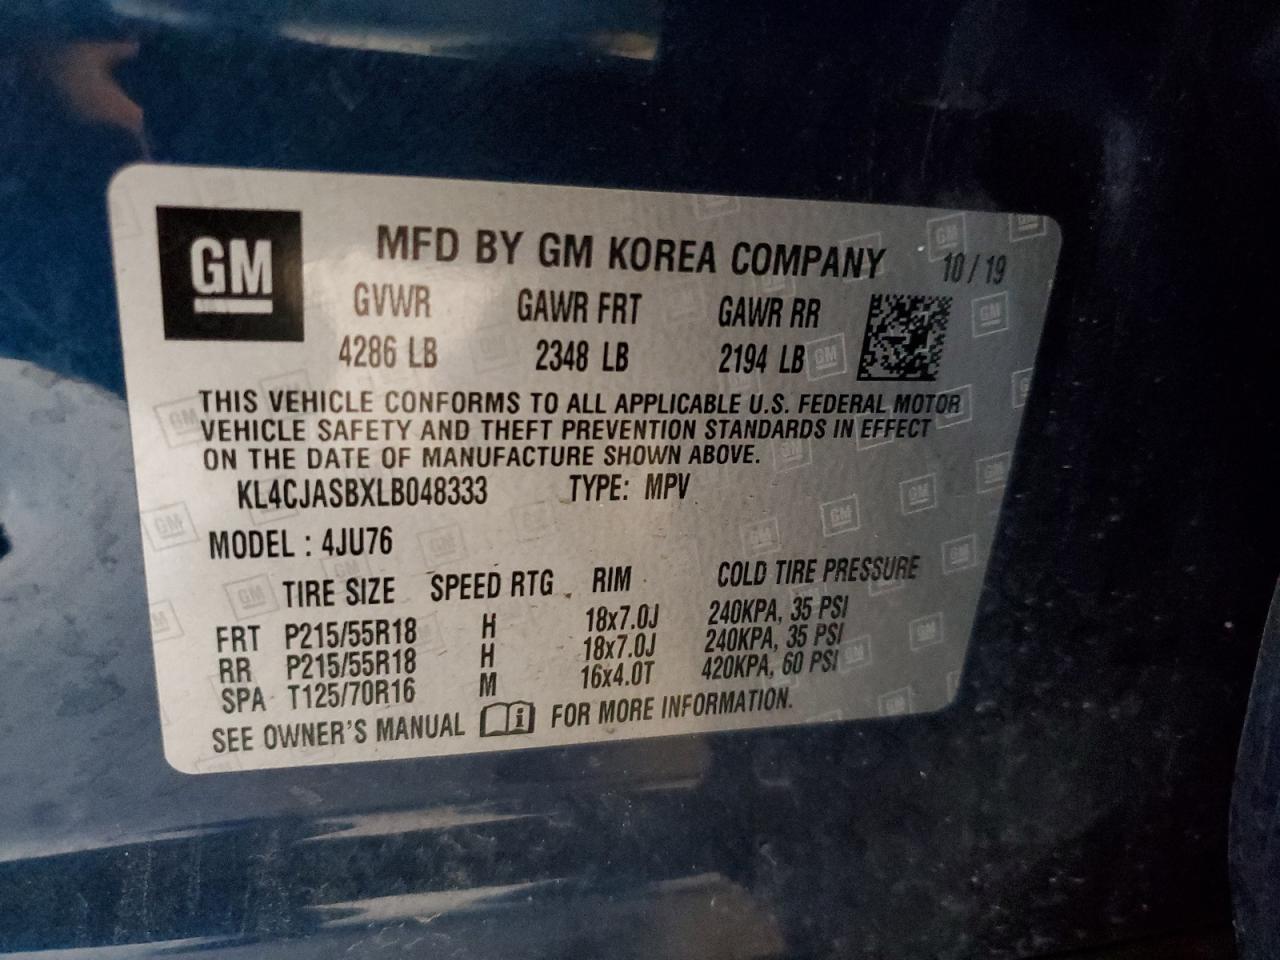 GM
MFD BY GM KOREA COMPANY 10 / 19
GVWR GAWR FRT GAWR RR
4286 LB 2348 LB 2194 LB
THIS VEHICLE CONFORMS TO ALL APPLICABLE U.S. FEDERAL MOTOR
VEHICLE SAFETY AND THEFT PREVENTION STANDARDS IN EFFECT
ON THE DATE OF MANUFACTURE SHOWN ABOVE.
KL4CJASBXLB048333 TYPE: MPV
MODEL : 4JU76
TIRE SIZE SPEED RTG RIM COLD TIRE PRESSURE
FRT P215/55R18 H 18x7.0J 240KPA, 35 PSI
RR P215/55R18 H 18x7.0J 240KPA, 35 PSI
SPA T125/70R16 M 16x4.0T 420KPA, 60 PSI
SEE OWNER'S MANUAL FOR MORE INFORMATION.